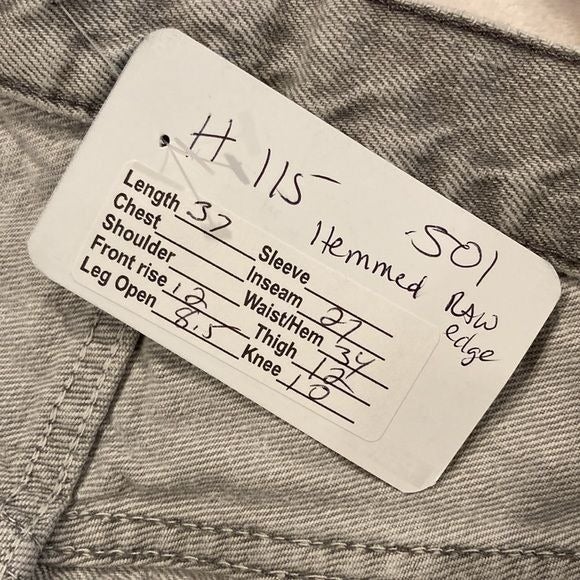 H-115
501
Hemmed RAW
edge
Length 37 Sleeve
Chest Inseam 27
Shoulder Waist/Hem 34
Front rise 12 Thigh 12
Leg Open 8.5 Knee 10